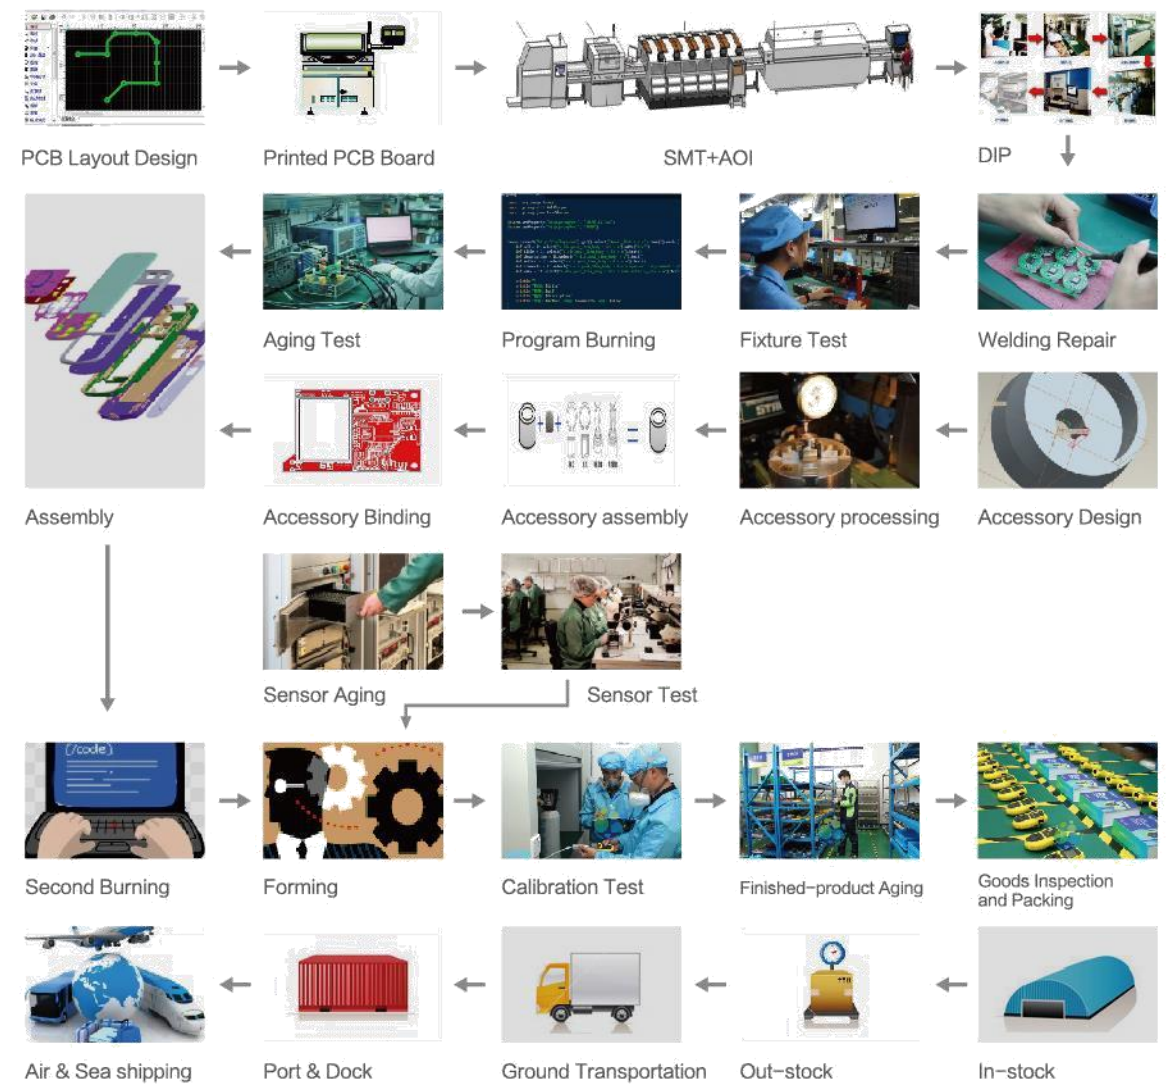 PCB Layout Design
Printed PCB Board
SMT+AOI
DIP
Aging Test
Program Burning
Fixture Test
Welding Repair
Assembly
Accessory Binding
Accessory assembly
Accessory processing
Accessory Design
Sensor Aging
Sensor Test
(/code)
Second Burning
Forming
Calibration Test
Finished-product Aging
Goods Inspection
and Packing
Air & Sea shipping
Port & Dock
Ground Transportation
Out-stock
In-stock